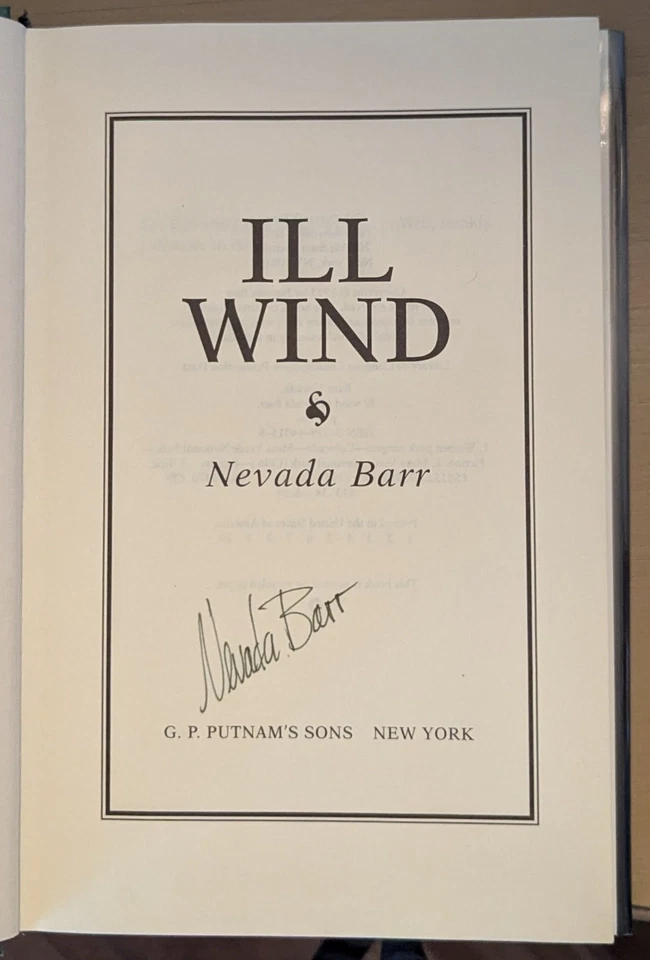 ILL
WIND
Nevada Barr
Nevada Barr
G. P. PUTNAM'S SONS NEW YORK